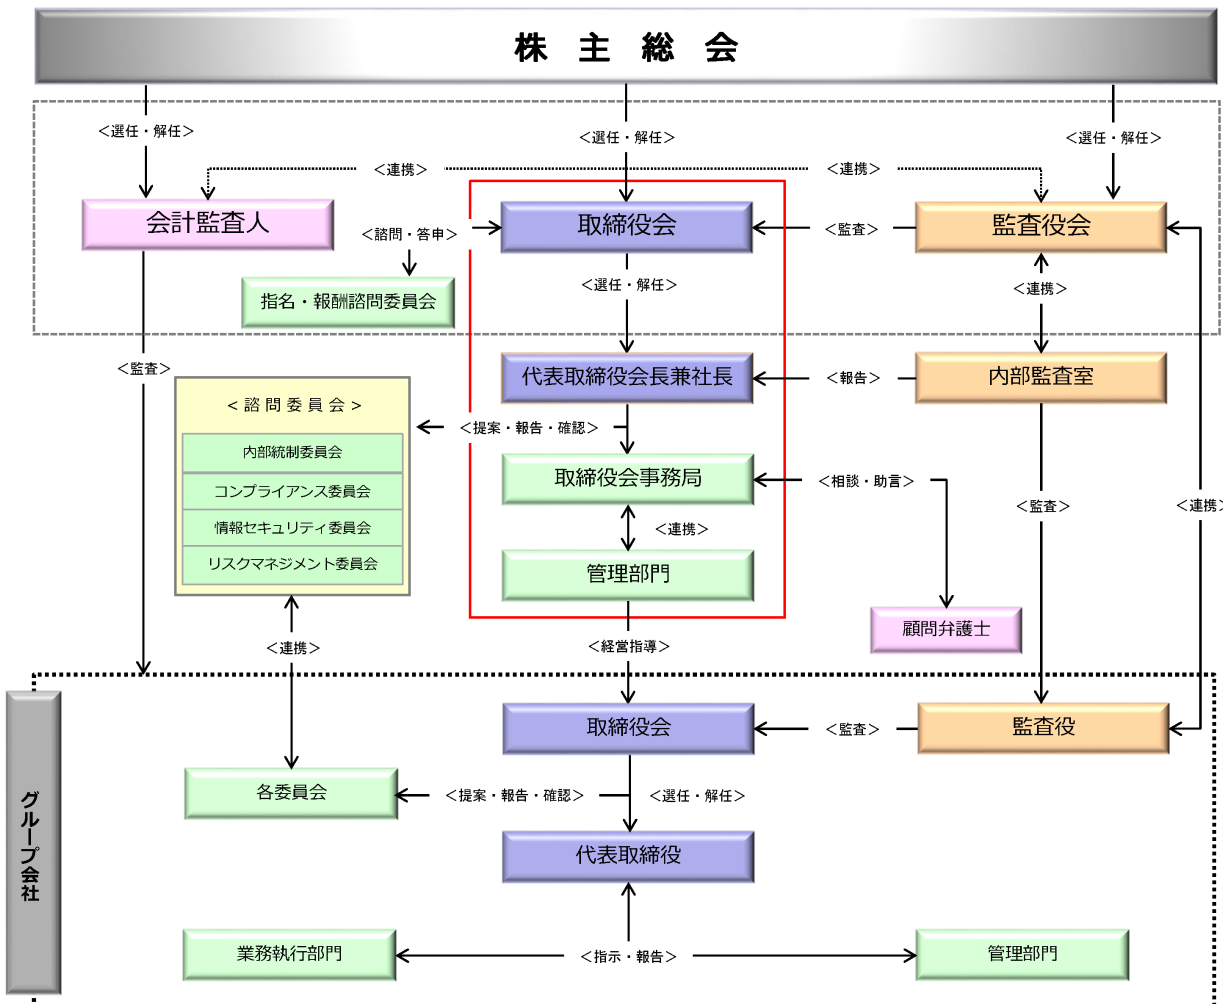 株 主 総 会
＜選任・解任＞
＜選任・解任＞
＜選任・解任＞
＜連携＞
＜連携＞
会計監査人
取締役会
監査役会
＜諮問・答申＞
＜監査＞
指名・報酬諮問委員会
＜選任・解任＞
＜連携＞
＜監査＞
代表取締役会長兼社長
＜報告＞
内部監査室
＜諮問委員会＞
＜提案・報告・確認＞
内部統制委員会
コンプライアンス委員会
情報セキュリティ委員会
リスクマネジメント委員会
取締役会事務局
＜相談・助言＞
＜監査＞
＜連携＞
＜連携＞
管理部門
顧問弁護士
＜連携＞
＜経営指導＞
取締役会
＜監査＞
監査役
グループ会社
各委員会
＜提案・報告・確認＞
＜選任・解任＞
代表取締役
業務執行部門
＜指示・報告＞
管理部門